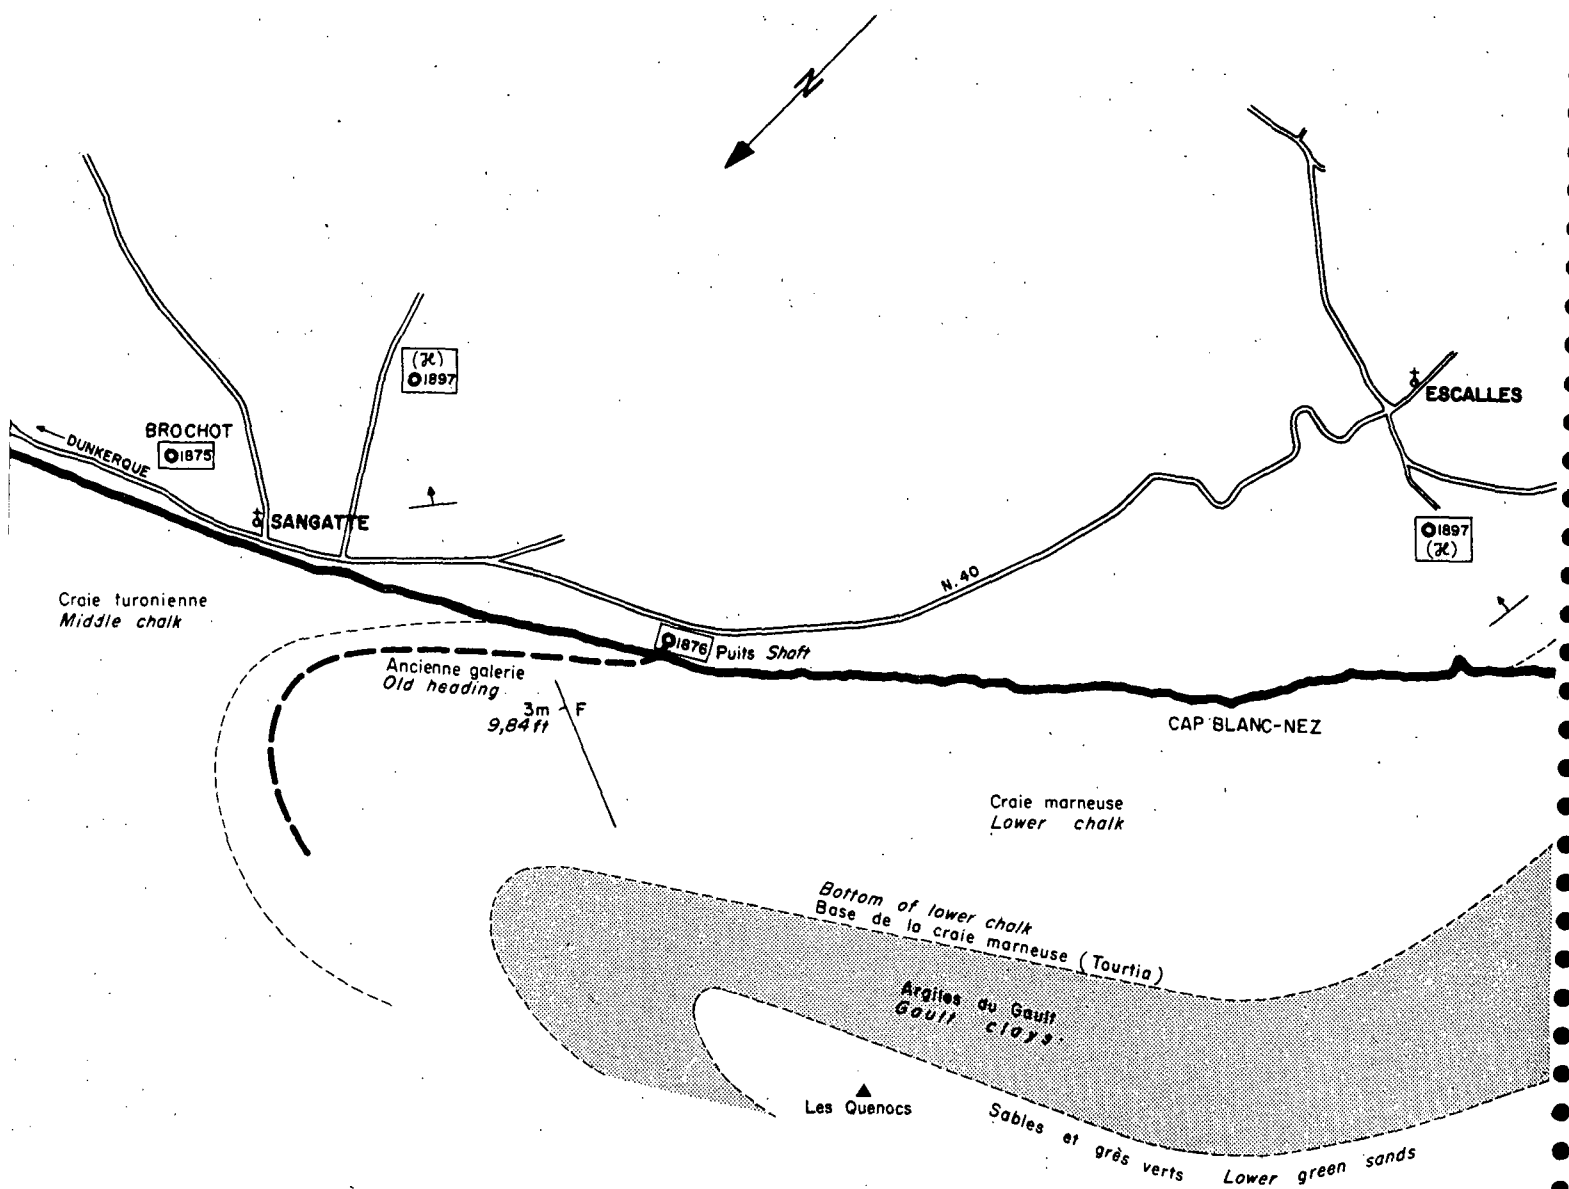 N
(H)
1897
ESCALLES
BROCHOT
1875
DUNKERQUE
SANGATTE
1897
(H)
N. 40
Craie turonienne
Middle chalk
1876
Puits Shaft
Ancienne galerie
Old heading
3m
9,84 ft
F
CAP BLANC-NEZ
Craie marneuse
Lower chalk
Bottom of lower chalk
Base de la craie marneuse (Tourtia)
Argiles du Gault
Gault clays
Les Quenocs
Sables et grès verts Lower green sands